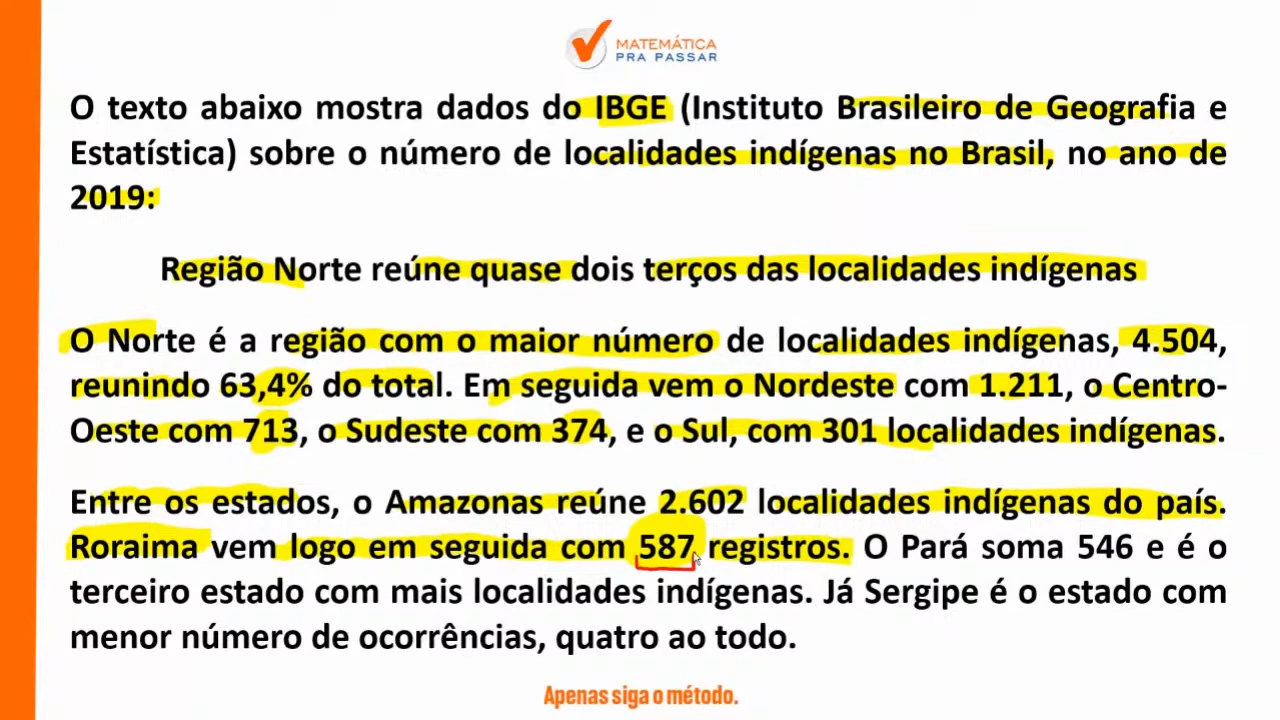 MATEMÁTICA
PRA PASSAR
O texto abaixo mostra dados do IBGE (Instituto Brasileiro de Geografia e
Estatística) sobre o número de localidades indígenas no Brasil, no ano de
2019:
Região Norte reúne quase dois terços das localidades indígenas
O Norte é a região com o maior número de localidades indígenas, 4.504,
reunindo 63,4% do total. Em seguida vem o Nordeste com 1.211, o Centro-
Oeste com 713, o Sudeste com 374, e o Sul, com 301 localidades indígenas.
Entre os estados, o Amazonas reúne 2.602 localidades indígenas do país.
Roraima vem logo em seguida com 587 registros. O Pará soma 546 e é o
terceiro estado com mais localidades indígenas. Já Sergipe é o estado com
menor número de ocorrências, quatro ao todo.
Apenas siga o método.